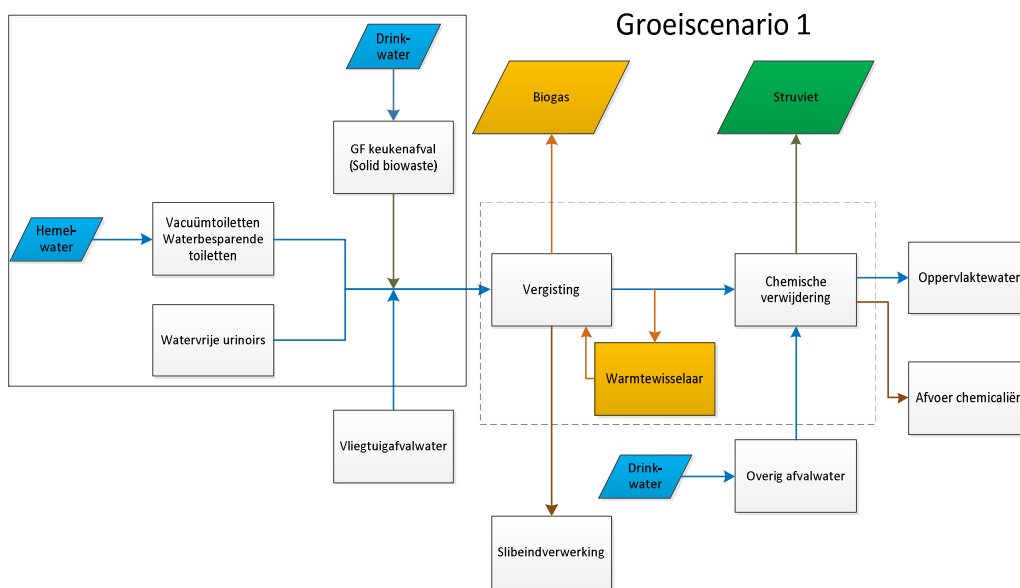 Groeiscenario 1
Drink-
water
Biogas
Struviet
GF keukenafval
(Solid biowaste)
Hemel-
water
Vacuümtoiletten
Waterbesparende
toiletten
Vergisting
Chemische
verwijdering
Oppervlaktewater
Watervrije urinoirs
Warmtewisselaar
Afvoer chemicaliën
Vliegtuigafvalwater
Drink-
water
Overig afvalwater
Slibeindverwerking